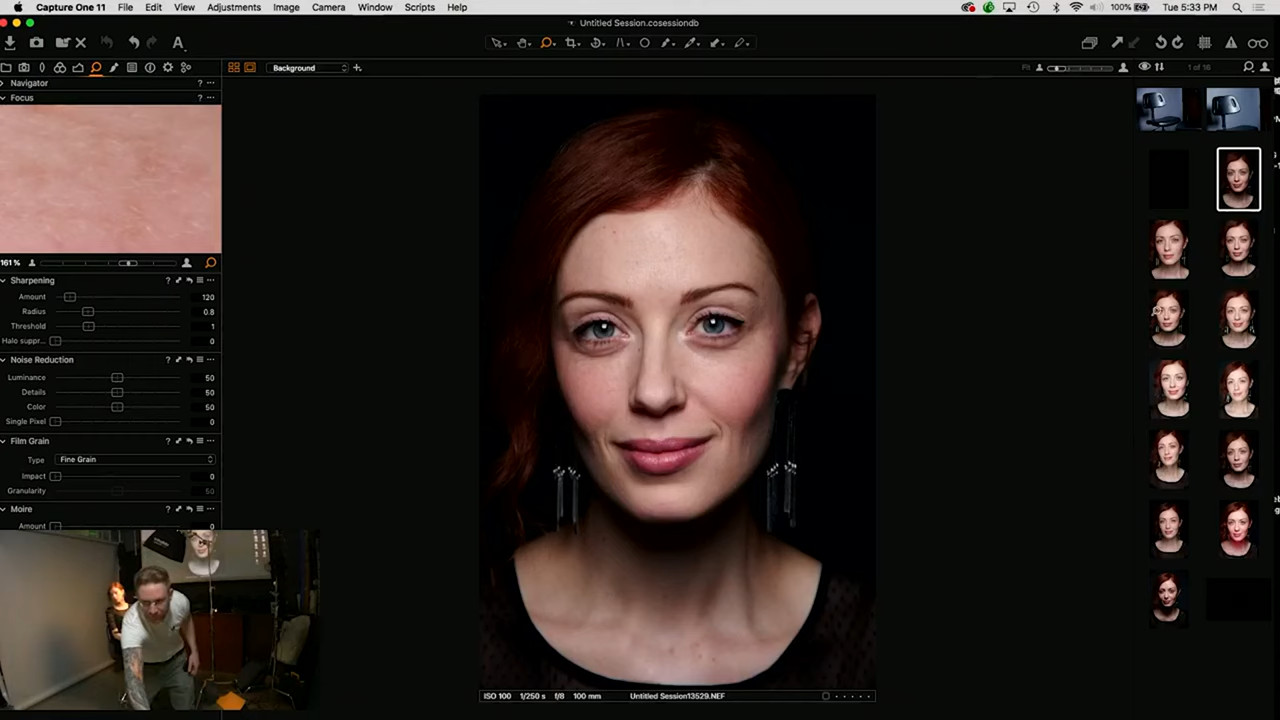 Capture One 11 File Edit View Adjustments Image Camera Window Scripts Help 100% Tue 5:33 PM
Untitled Session.cosessiondb
Background Fit 1 of 16
Navigator ? ...
Focus ? ...
161 %
Sharpening ? ...
Amount 120
Radius 0.8
Threshold 1
Halo suppr... 0
Noise Reduction ? ...
Luminance 50
Details 50
Color 50
Single Pixel 0
Film Grain ? ...
Type Fine Grain
Impact 0
Granularity 50
Moire ? ...
Amount 0
ISO 100 1/250 s f/8 100 mm Untitled Session13529.NEF